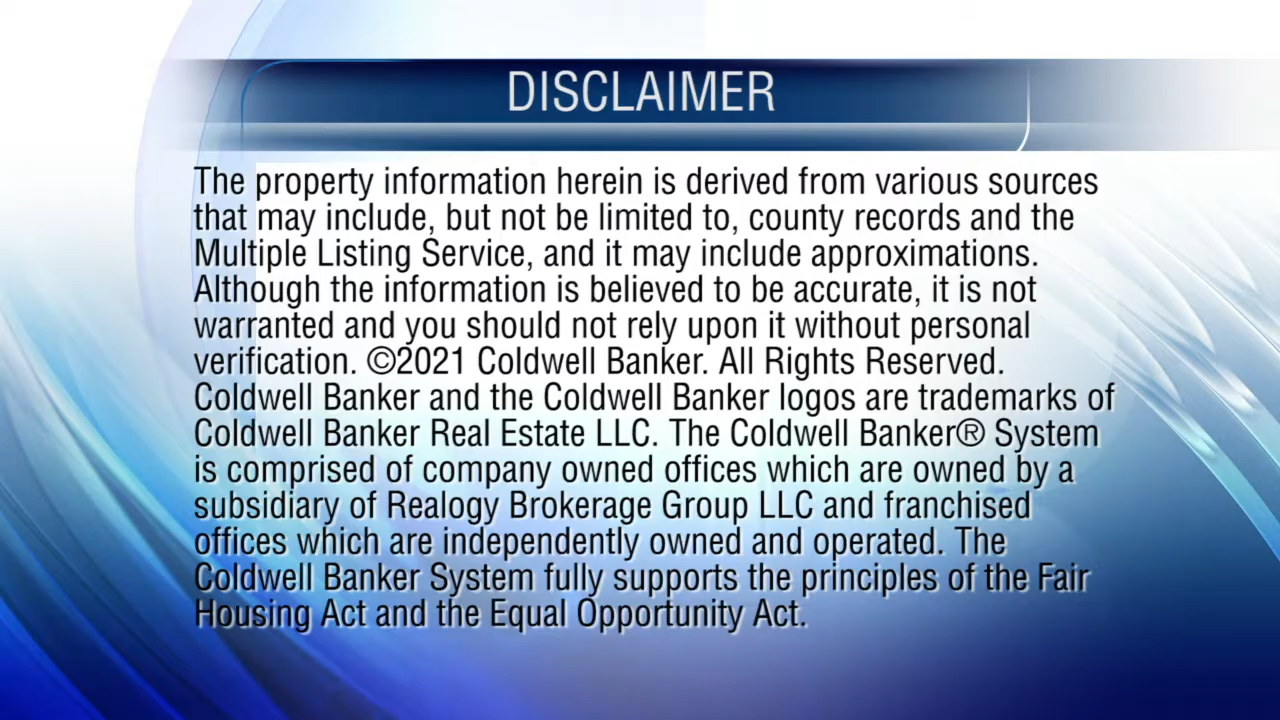 DISCLAIMER
The property information herein is derived from various sources
that may include, but not be limited to, county records and the
Multiple Listing Service, and it may include approximations.
Although the information is believed to be accurate, it is not
warranted and you should not rely upon it without personal
verification. ©2021 Coldwell Banker. All Rights Reserved.
Coldwell Banker and the Coldwell Banker logos are trademarks of
Coldwell Banker Real Estate LLC. The Coldwell Banker® System
is comprised of company owned offices which are owned by a
subsidiary of Realogy Brokerage Group LLC and franchised
offices which are independently owned and operated. The
Coldwell Banker System fully supports the principles of the Fair
Housing Act and the Equal Opportunity Act.